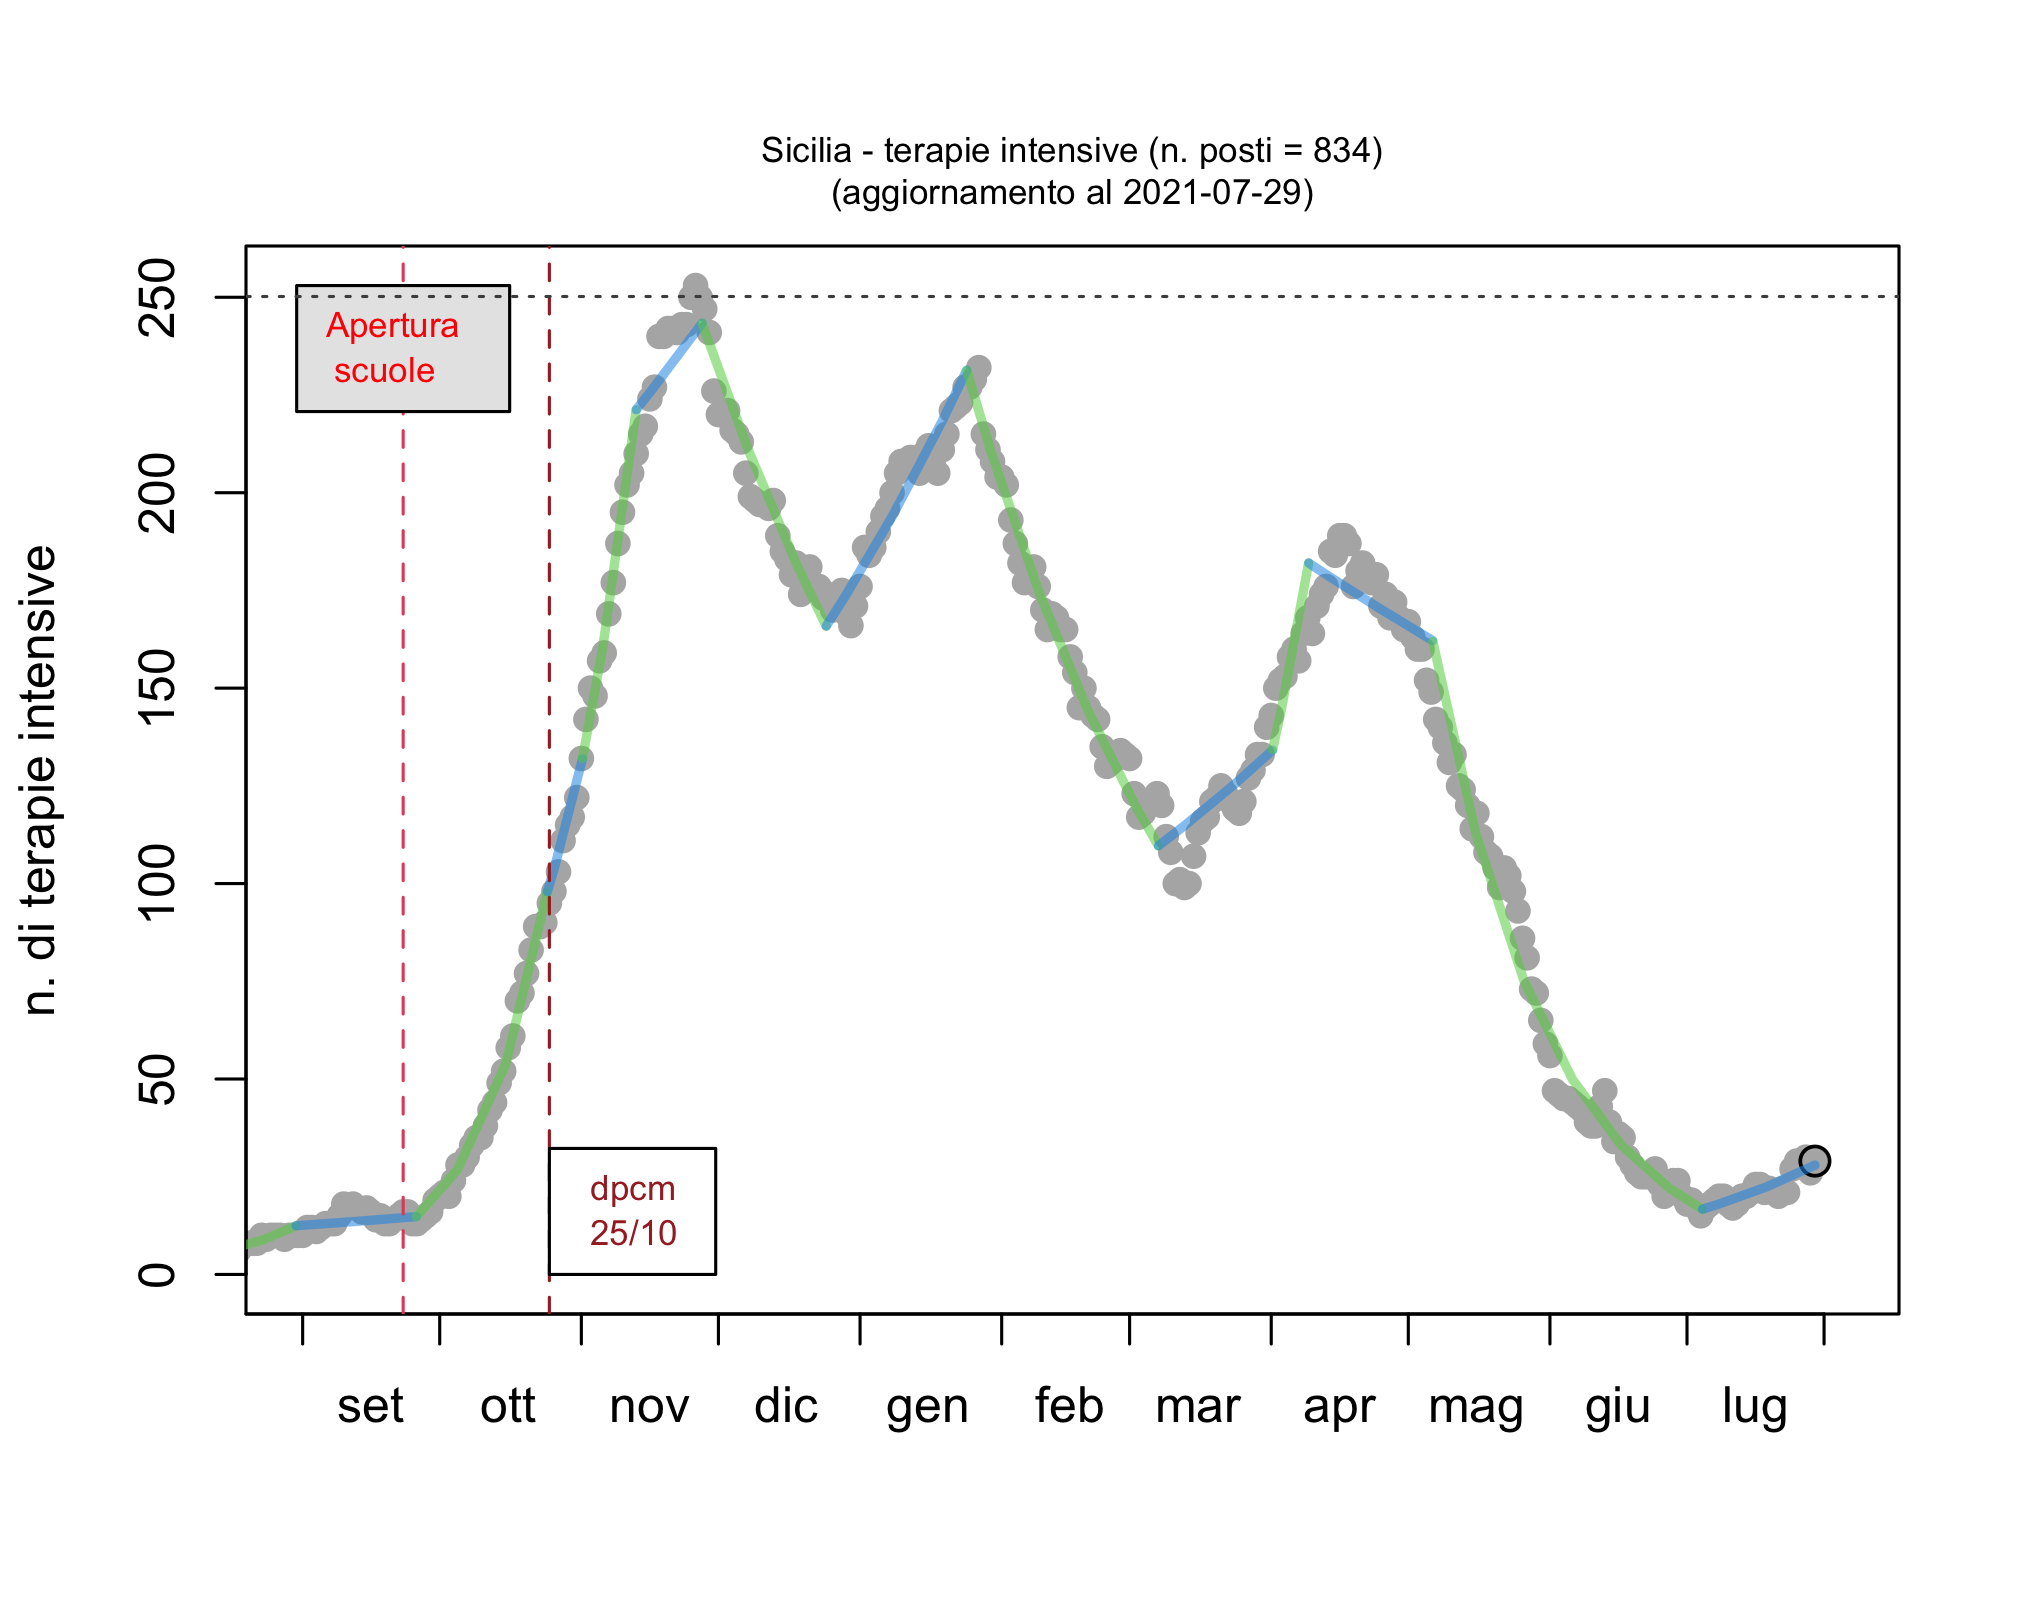 Sicilia - terapie intensive (n. posti = 834)
(aggiornamento al 2021-07-29)
n. di terapie intensive
250
200
150
100
50
0
Apertura
scuole
dpcm
25/10
set ott nov dic gen feb mar apr mag giu lug